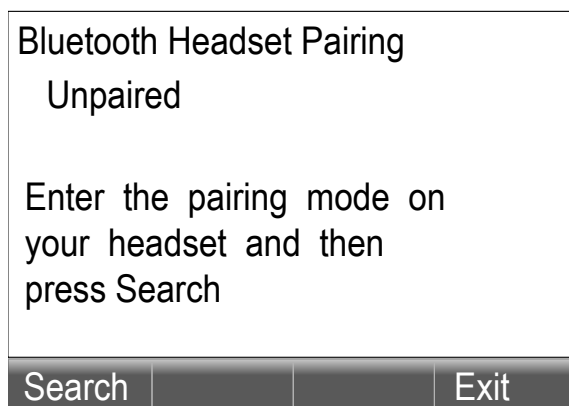 Bluetooth Headset Pairing
Unpaired
Enter the pairing mode on
your headset and then
press Search
Search Exit